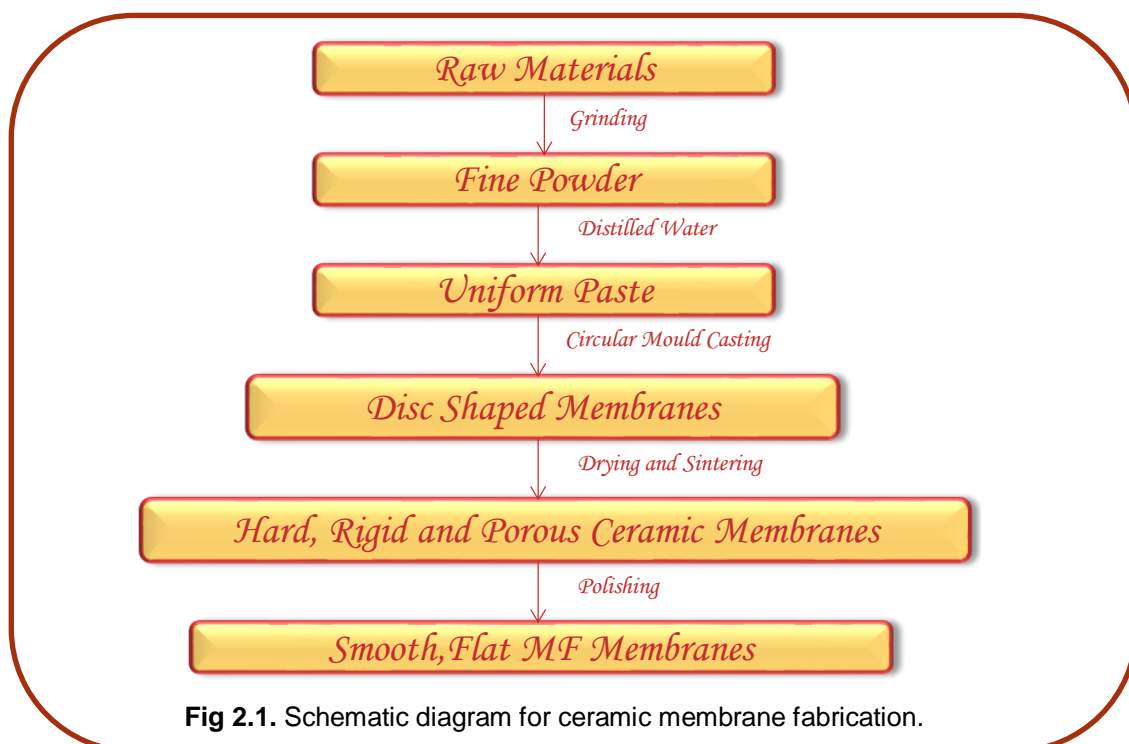 Raw Materials
Grinding
Fine Powder
Distilled Water
Uniform Paste
Circular Mould Casting
Disc Shaped Membranes
Drying and Sintering
Hard, Rigid and Porous Ceramic Membranes
Polishing
Smooth,Flat MF Membranes
Fig 2.1. Schematic diagram for ceramic membrane fabrication.